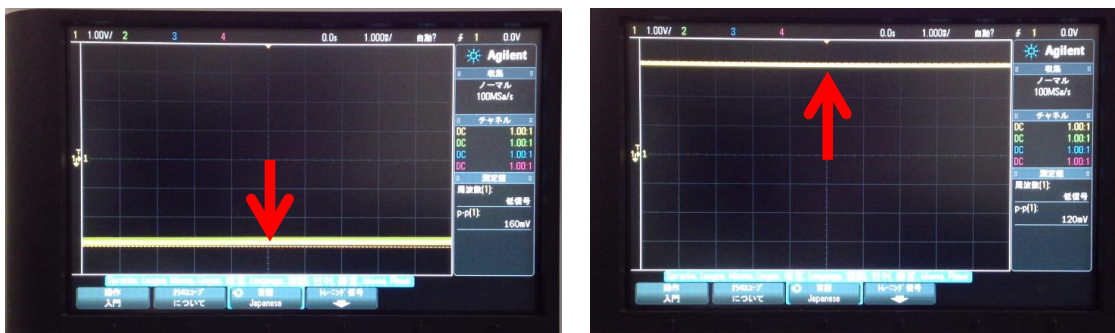 1 1.00V/ 2 3 4 0.0s 1.000s/ 自動? 1 0.0V
Agilent
収集
ノーマル
100MSa/s
チャネル
DC 1.00:1
DC 1.00:1
DC 1.00:1
DC 1.00:1
測定値
周波数(1):
低信号
p-p(1):
160mV
T
1
操作
入門
について
言語
Japanese
トレーニング信号
1 1.00V/ 2 3 4 0.0s 1.000s/ 自動? 1 0.0V
Agilent
収集
ノーマル
100MSa/s
チャネル
DC 1.00:1
DC 1.00:1
DC 1.00:1
DC 1.00:1
測定値
周波数(1):
低信号
p-p(1):
120mV
T
1
操作
入門
について
言語
Japanese
トレーニング信号